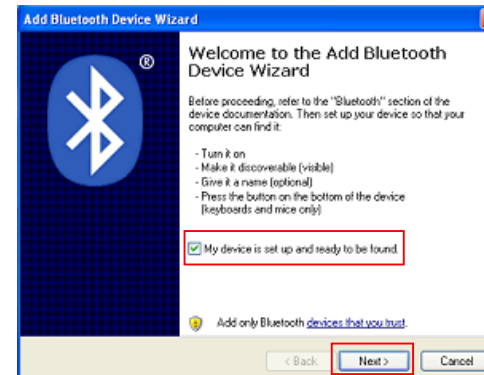 Add Bluetooth Device Wizard
®
Welcome to the Add Bluetooth
Device Wizard
Before proceeding, refer to the "Bluetooth" section of the
device documentation. Then set up your device so that your
computer can find it:
- Turn it on
- Make it discoverable (visible)
- Give it a name (optional)
- Press the button on the bottom of the device
(keyboards and mice only)
My device is set up and ready to be found.
Add only Bluetooth devices that you trust.
< Back
Next >
Cancel